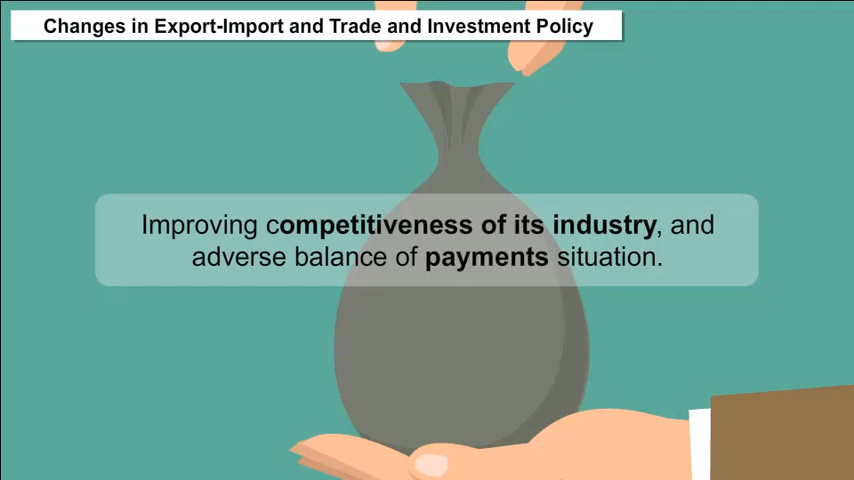 Changes in Export-Import and Trade and Investment Policy
Improving competitiveness of its industry, and
adverse balance of payments situation.